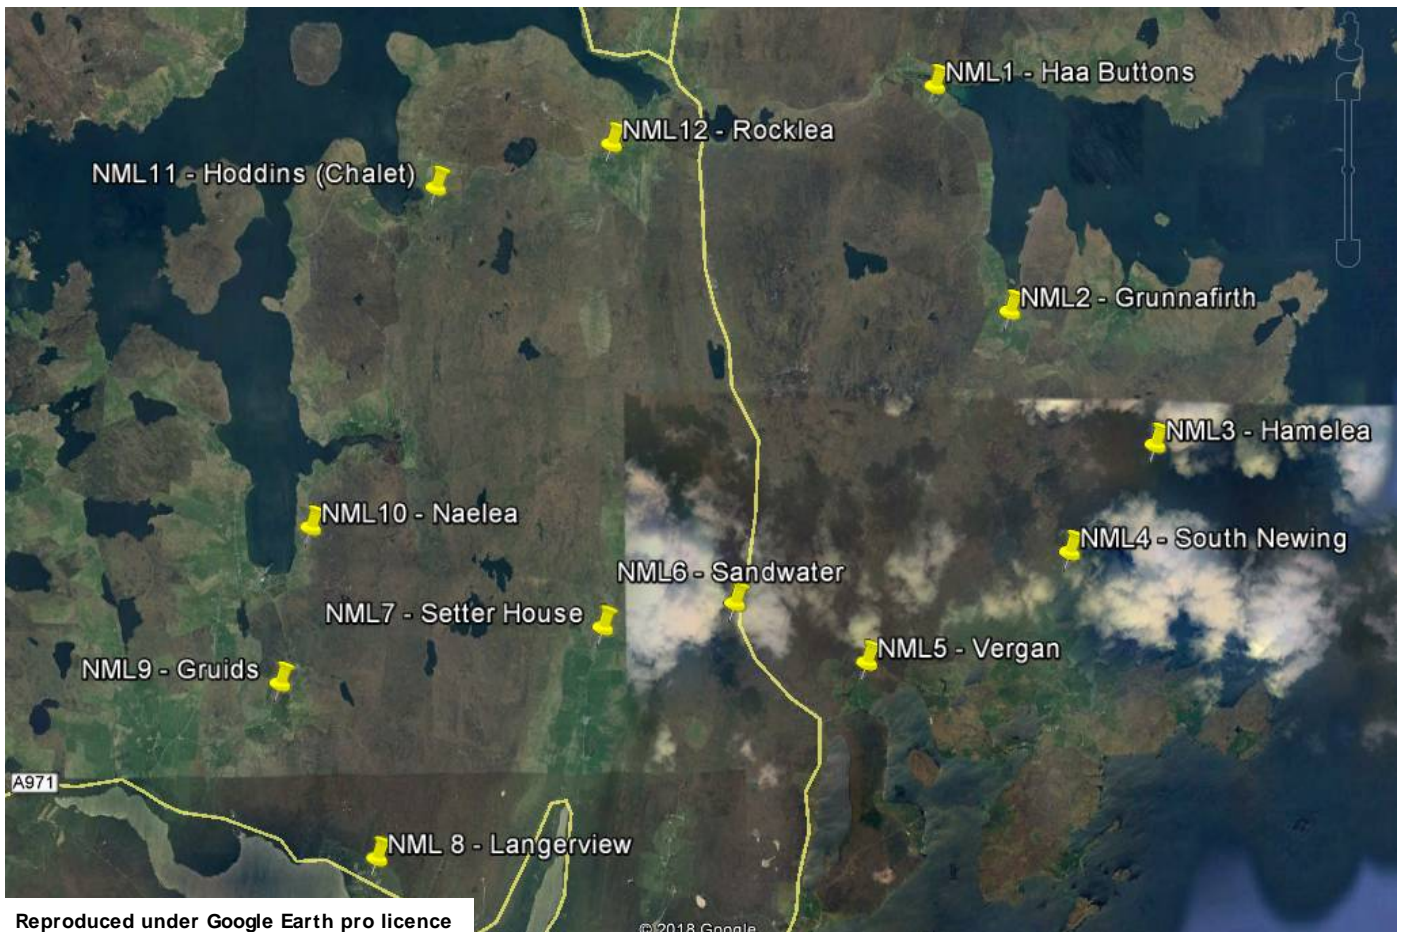 NML1 - Haa Buttons
NML12 - Rocklea
NML11 - Hoddins (Chalet)
NML2 - Grunnafirth
NML3 - Hamelea
NML10 - Naelea
NML4 - South Newing
NML6 - Sandwater
NML7 - Setter House
NML5 - Vergan
NML9 - Gruids
A971
NML 8 - Langerview
Reproduced under Google Earth pro licence
© 2018 Google